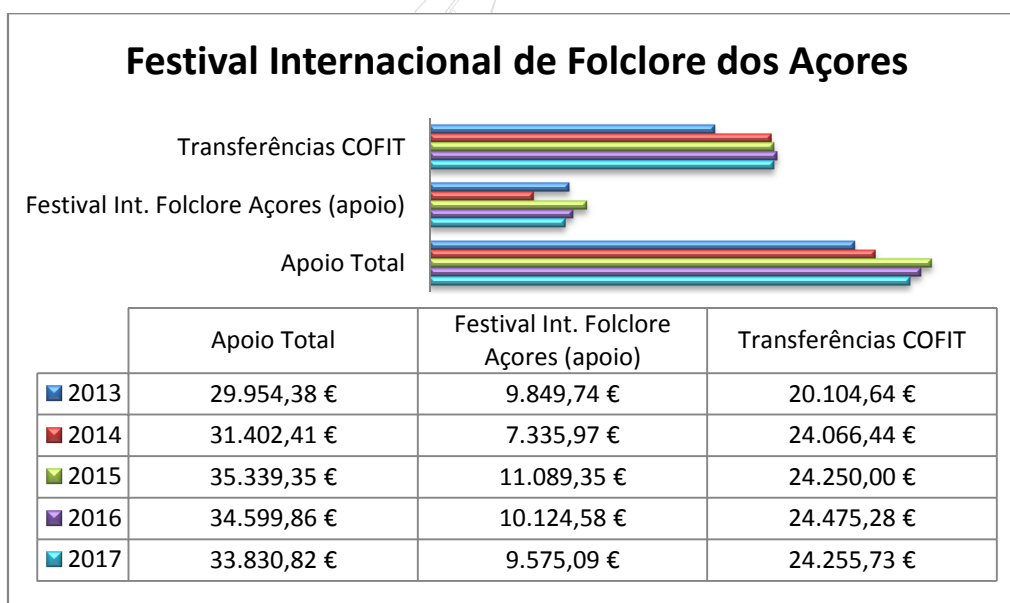 Festival Internacional de Folclore dos Açores
Transferências COFIT
Festival Int. Folclore Açores (apoio)
Apoio Total
Apoio Total Festival Int. Folclore Açores (apoio) Transferências COFIT
2013 29.954,38 € 9.849,74 € 20.104,64 €
2014 31.402,41 € 7.335,97 € 24.066,44 €
2015 35.339,35 € 11.089,35 € 24.250,00 €
2016 34.599,86 € 10.124,58 € 24.475,28 €
2017 33.830,82 € 9.575,09 € 24.255,73 €